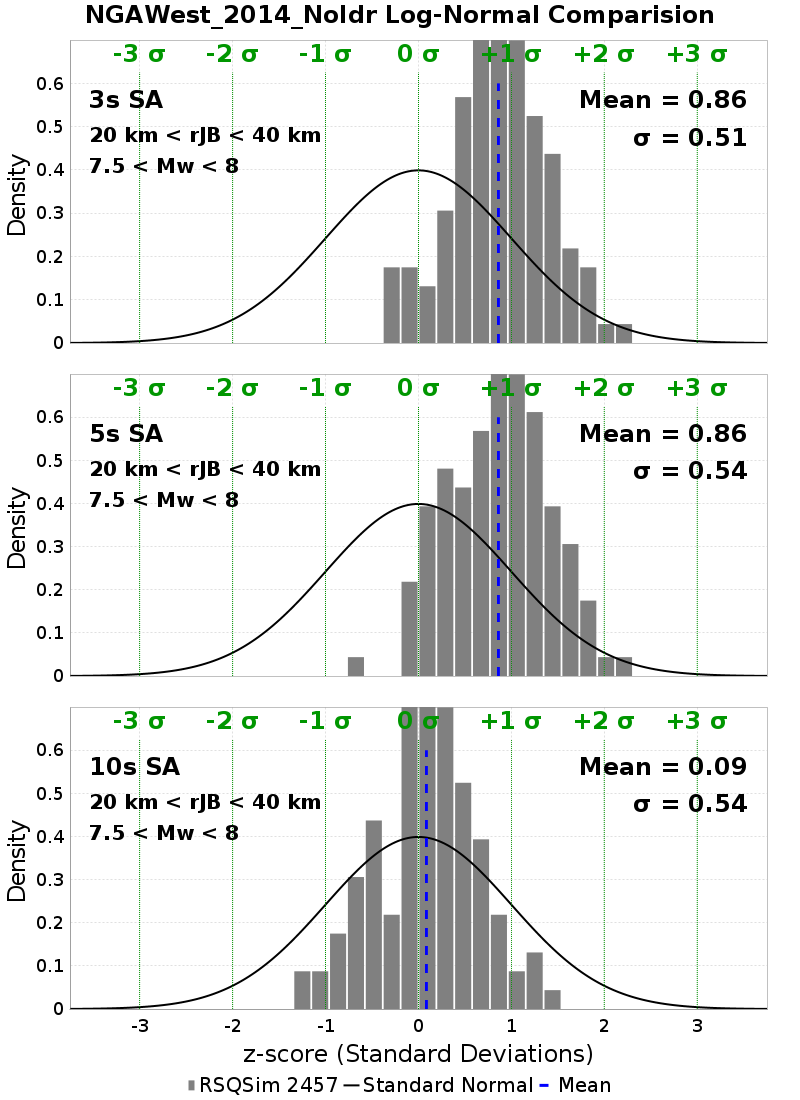 NGAWest_2014_NoIdr Log-Normal Comparision
-3 σ -2 σ -1 σ 0 σ +1 σ +2 σ +3 σ
3s SA
20 km < rJB < 40 km
7.5 < Mw < 8
Mean = 0.86
σ = 0.51
Density
0.6
0.5
0.4
0.3
0.2
0.1
0
-3 σ -2 σ -1 σ 0 σ +1 σ +2 σ +3 σ
5s SA
20 km < rJB < 40 km
7.5 < Mw < 8
Mean = 0.86
σ = 0.54
Density
0.6
0.5
0.4
0.3
0.2
0.1
0
-3 σ -2 σ -1 σ 0 σ +1 σ +2 σ +3 σ
10s SA
20 km < rJB < 40 km
7.5 < Mw < 8
Mean = 0.09
σ = 0.54
Density
0.6
0.5
0.4
0.3
0.2
0.1
0
-3 -2 -1 0 1 2 3
z-score (Standard Deviations)
RSQSim 2457 Standard Normal Mean